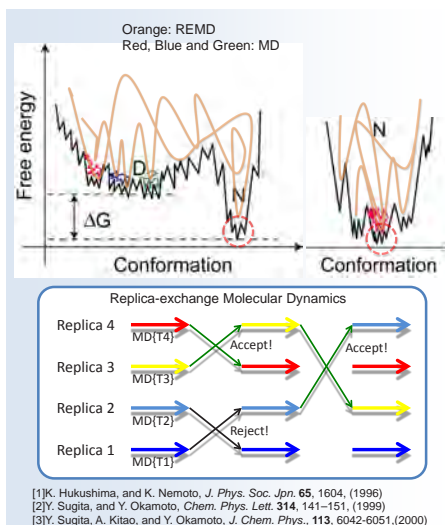 Orange: REMD
Red, Blue and Green: MD
Free energy
D
N
ΔG
Conformation
N
Conformation
Replica-exchange Molecular Dynamics
Replica 4
MD{T4}
Accept!
Accept!
Replica 3
MD{T3}
Replica 2
MD{T2}
Reject!
Replica 1
MD{T1}
[1]K. Hukushima, and K. Nemoto, J. Phys. Soc. Jpn. 65, 1604, (1996)
[2]Y. Sugita, and Y. Okamoto, Chem. Phys. Lett. 314, 141−151, (1999)
[3]Y. Sugita, A. Kitao, and Y. Okamoto, J. Chem. Phys., 113, 6042-6051,(2000)